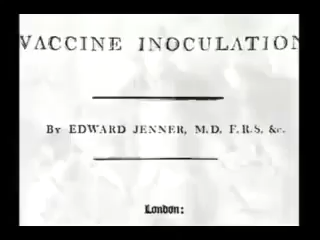 VACCINE INOCULATION
By EDWARD JENNER, M.D. F.R.S. &c.
London: